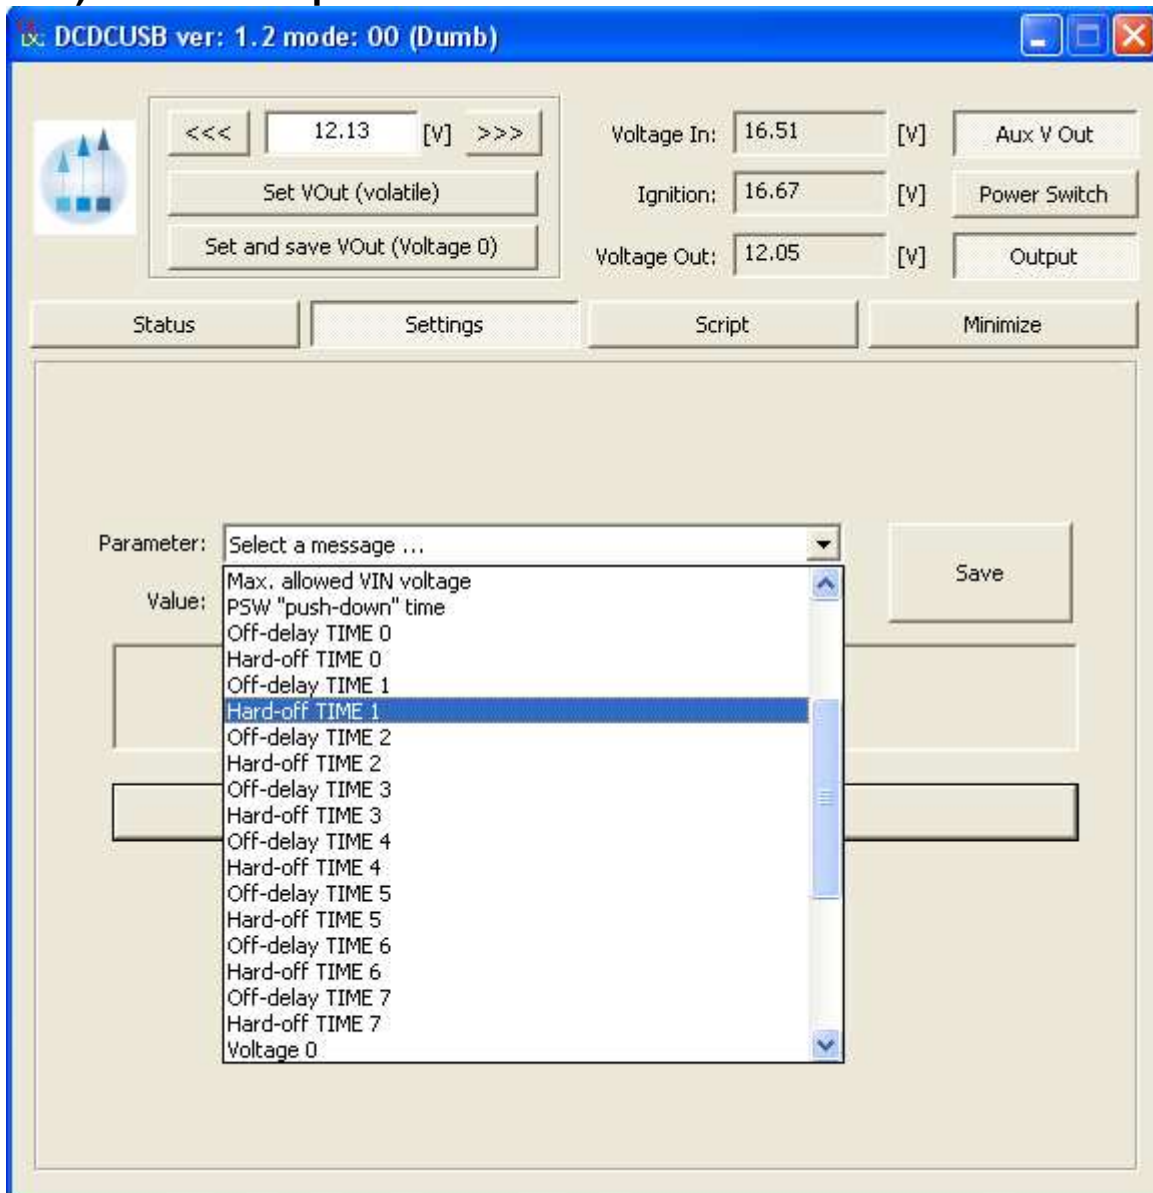 DCDCUSB ver: 1.2 mode: 00 (Dumb)
<<< 12.13 [V] >>> Voltage In: 16.51 [V] Aux V Out
Set VOut (volatile) Ignition: 16.67 [V] Power Switch
Set and save VOut (Voltage 0) Voltage Out: 12.05 [V] Output
Status Settings Script Minimize
Parameter: Select a message ... Save
Value:
Max. allowed VIN voltage
PSW "push-down" time
Off-delay TIME 0
Hard-off TIME 0
Off-delay TIME 1
Hard-off TIME 1
Off-delay TIME 2
Hard-off TIME 2
Off-delay TIME 3
Hard-off TIME 3
Off-delay TIME 4
Hard-off TIME 4
Off-delay TIME 5
Hard-off TIME 5
Off-delay TIME 6
Hard-off TIME 6
Off-delay TIME 7
Hard-off TIME 7
Voltage 0